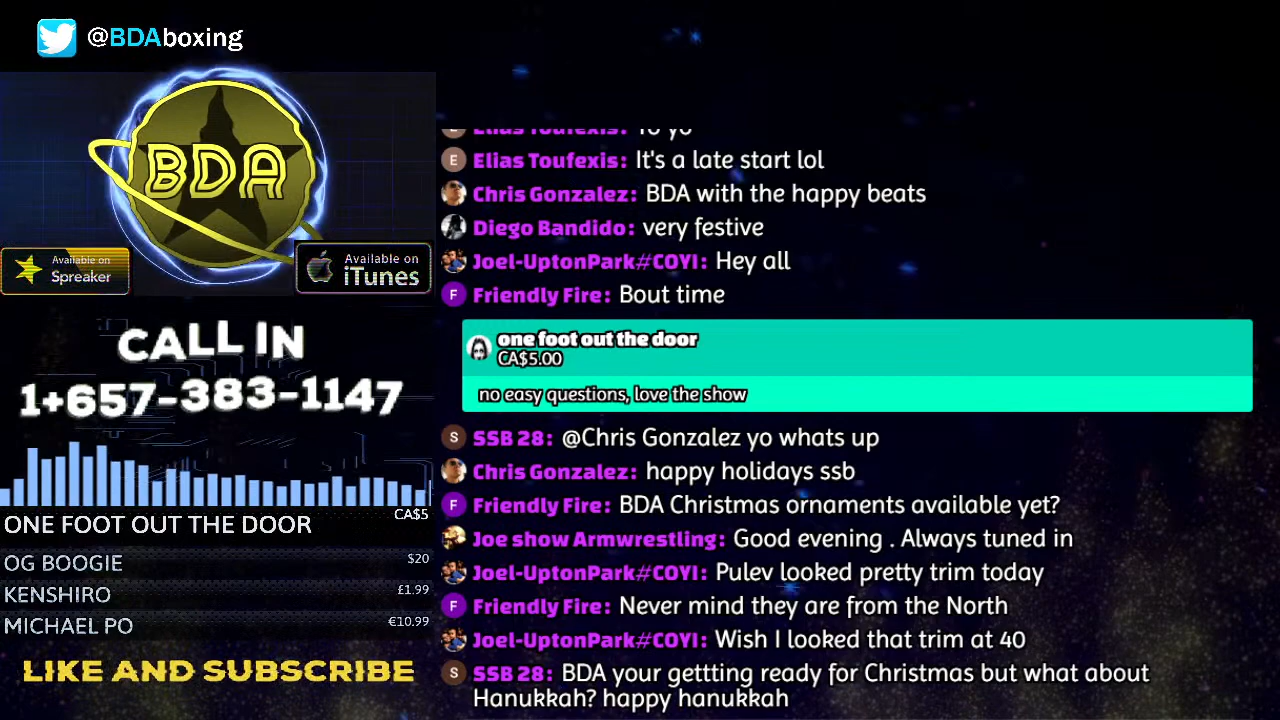 @BDAboxing
BDA
Available on
Spreaker
Available on
iTunes
CALL IN
1+657-383-1147
ONE FOOT OUT THE DOOR CA$5
OG BOOGIE $20
KENSHIRO £1.99
MICHAEL PO €10.99
LIKE AND SUBSCRIBE
E Elias Toufexis: Yo yo
E Elias Toufexis: It's a late start lol
Chris Gonzalez: BDA with the happy beats
Diego Bandido: very festive
Joel-UptonPark#COYI: Hey all
F Friendly Fire: Bout time
one foot out the door
CA$5.00
no easy questions, love the show
S SSB 28: @Chris Gonzalez yo whats up
Chris Gonzalez: happy holidays ssb
F Friendly Fire: BDA Christmas ornaments available yet?
Joe show Armwrestling: Good evening . Always tuned in
Joel-UptonPark#COYI: Pulev looked pretty trim today
F Friendly Fire: Never mind they are from the North
Joel-UptonPark#COYI: Wish I looked that trim at 40
S SSB 28: BDA your gettting ready for Christmas but what about
Hanukkah? happy hanukkah